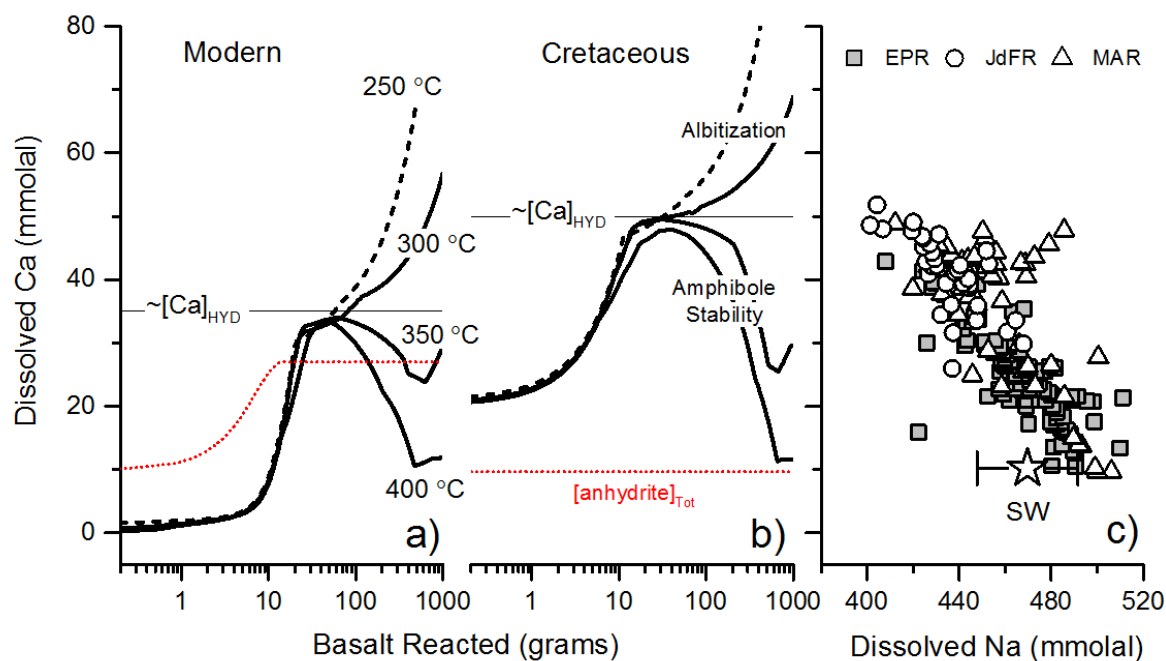 Dissolved Ca (mmolal)
80
60
40
20
0
Modern
250 °C
~[Ca]HYD
300 °C
350 °C
400 °C
a)
1
10
100
1000
Cretaceous
Albitization
~[Ca]HYD
Amphibole
Stability
[anhydrite]Tot
b)
1
10
100
1000
Basalt Reacted (grams)
c)
EPR JdFR MAR
SW
c)
400 440 480 520
Dissolved Na (mmolal)